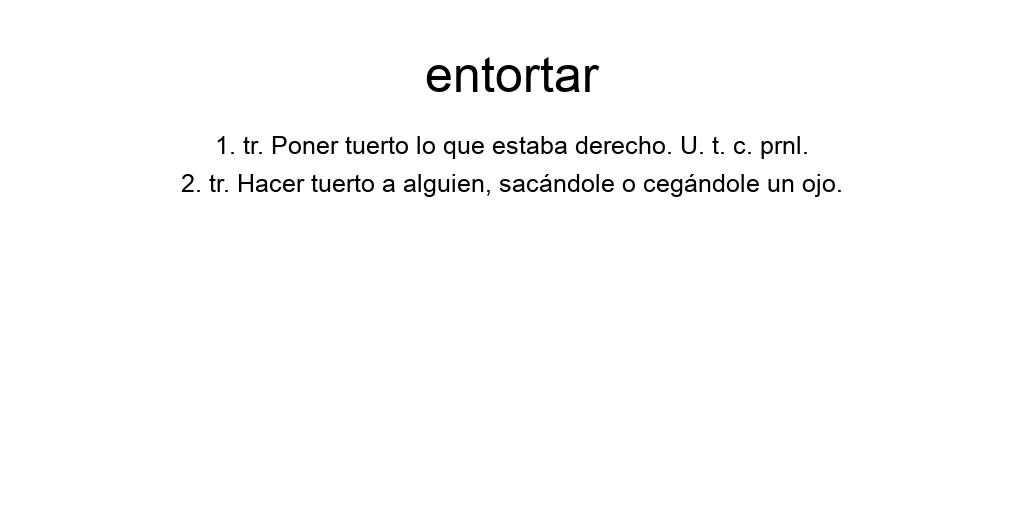 entortar
1. tr. Poner tuerto lo que estaba derecho. U. t. c. prnl.
2. tr. Hacer tuerto a alguien, sacándole o cegándole un ojo.